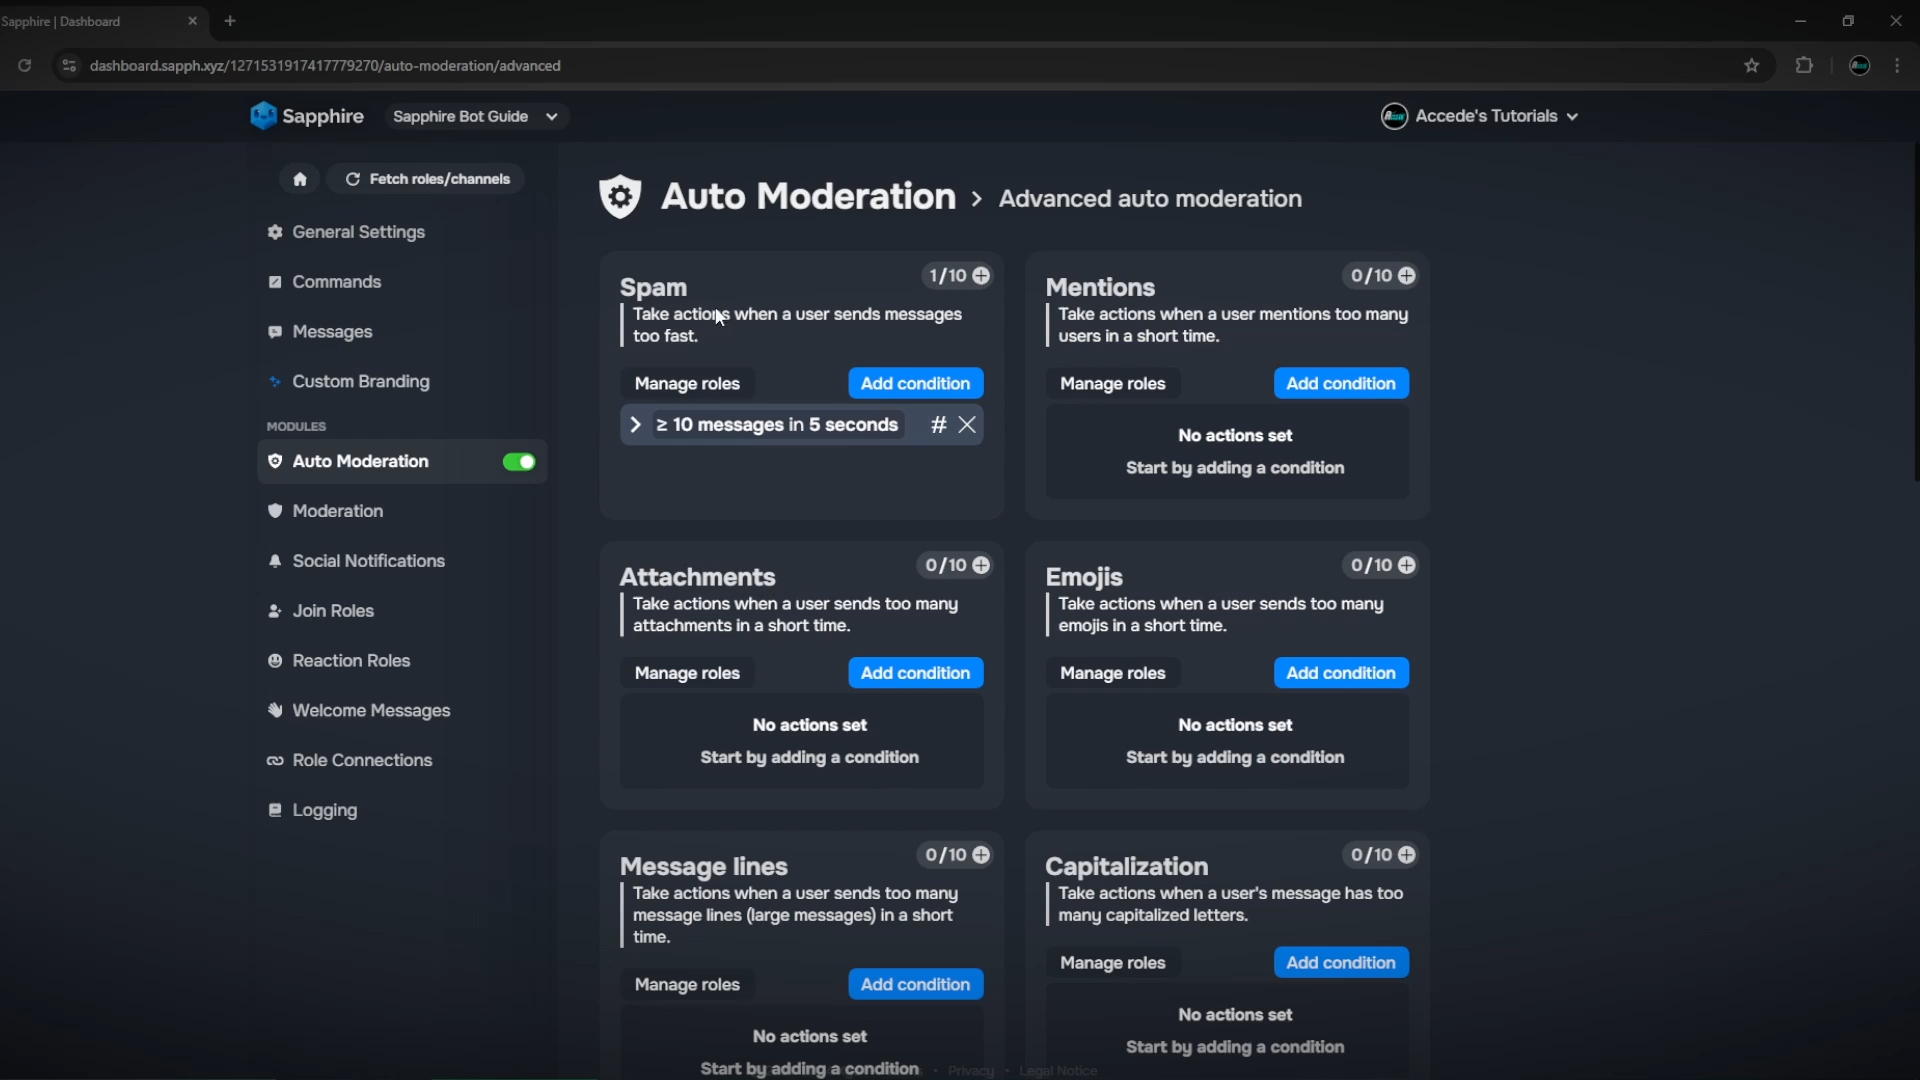 Sapphire | Dashboard
dashboard.sapph.xyz/1271531917417779270/auto-moderation/advanced
Sapphire
Sapphire Bot Guide
Accede's Tutorials
Fetch roles/channels
General Settings
Commands
Messages
Custom Branding
MODULES
Auto Moderation
Moderation
Social Notifications
Join Roles
Reaction Roles
Welcome Messages
Role Connections
Logging
Auto Moderation > Advanced auto moderation
Spam
1/10
Take actions when a user sends messages
too fast.
Manage roles
Add condition
≥ 10 messages in 5 seconds
#
Mentions
0/10
Take actions when a user mentions too many
users in a short time.
Manage roles
Add condition
No actions set
Start by adding a condition
Attachments
0/10
Take actions when a user sends too many
attachments in a short time.
Manage roles
Add condition
No actions set
Start by adding a condition
Emojis
0/10
Take actions when a user sends too many
emojis in a short time.
Manage roles
Add condition
No actions set
Start by adding a condition
Message lines
0/10
Take actions when a user sends too many
message lines (large messages) in a short
time.
Manage roles
Add condition
No actions set
Start by adding a condition
Capitalization
0/10
Take actions when a user's message has too
many capitalized letters.
Manage roles
Add condition
No actions set
Start by adding a condition
Privacy • Legal Notice